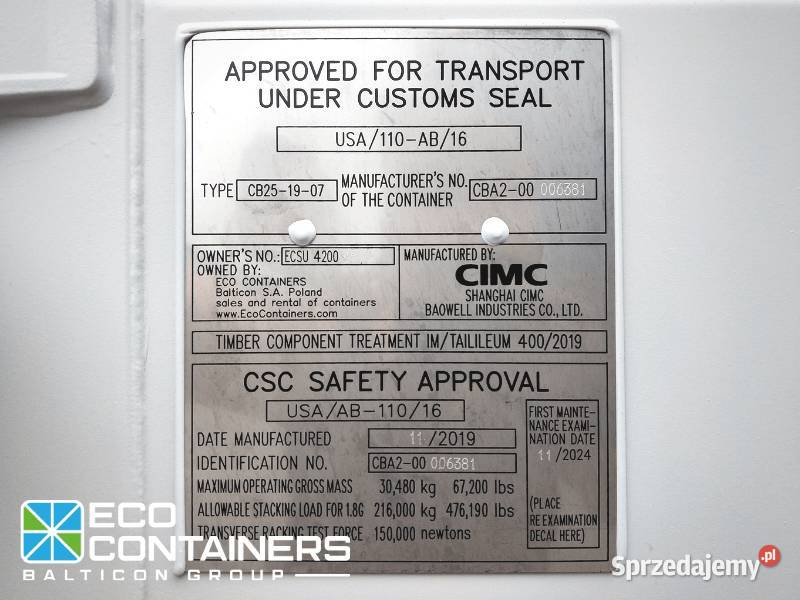 APPROVED FOR TRANSPORT
UNDER CUSTOMS SEAL
USA/110-AB/16
TYPE CB25-19-07 MANUFACTURER'S NO. OF THE CONTAINER CBA2-00 006381
OWNER'S NO.: ECSU 4200
OWNED BY:
ECO CONTAINERS
Balticon S.A. Poland
sales and rental of containers
www.EcoContainers.com
MANUFACTURED BY:
CIMC
SHANGHAI CIMC
BAOWELL INDUSTRIES CO., LTD.
TIMBER COMPONENT TREATMENT IM/TAILILEUM 400/2019
CSC SAFETY APPROVAL
USA/AB-110/16
DATE MANUFACTURED 11/2019
IDENTIFICATION NO. CBA2-00 006381
MAXIMUM OPERATING GROSS MASS 30,480 kg 67,200 lbs
ALLOWABLE STACKING LOAD FOR 1.8G 216,000 kg 476,190 lbs
TRANSVERSE RACKING TEST FORCE 150,000 newtons
FIRST MAINTE-
NANCE EXAMI-
NATION DATE
11/2024
(PLACE
RE EXAMINATION
DECAL HERE)
ECO
CONTAINERS
BALTICON GROUP
Sprzedajemy.pl